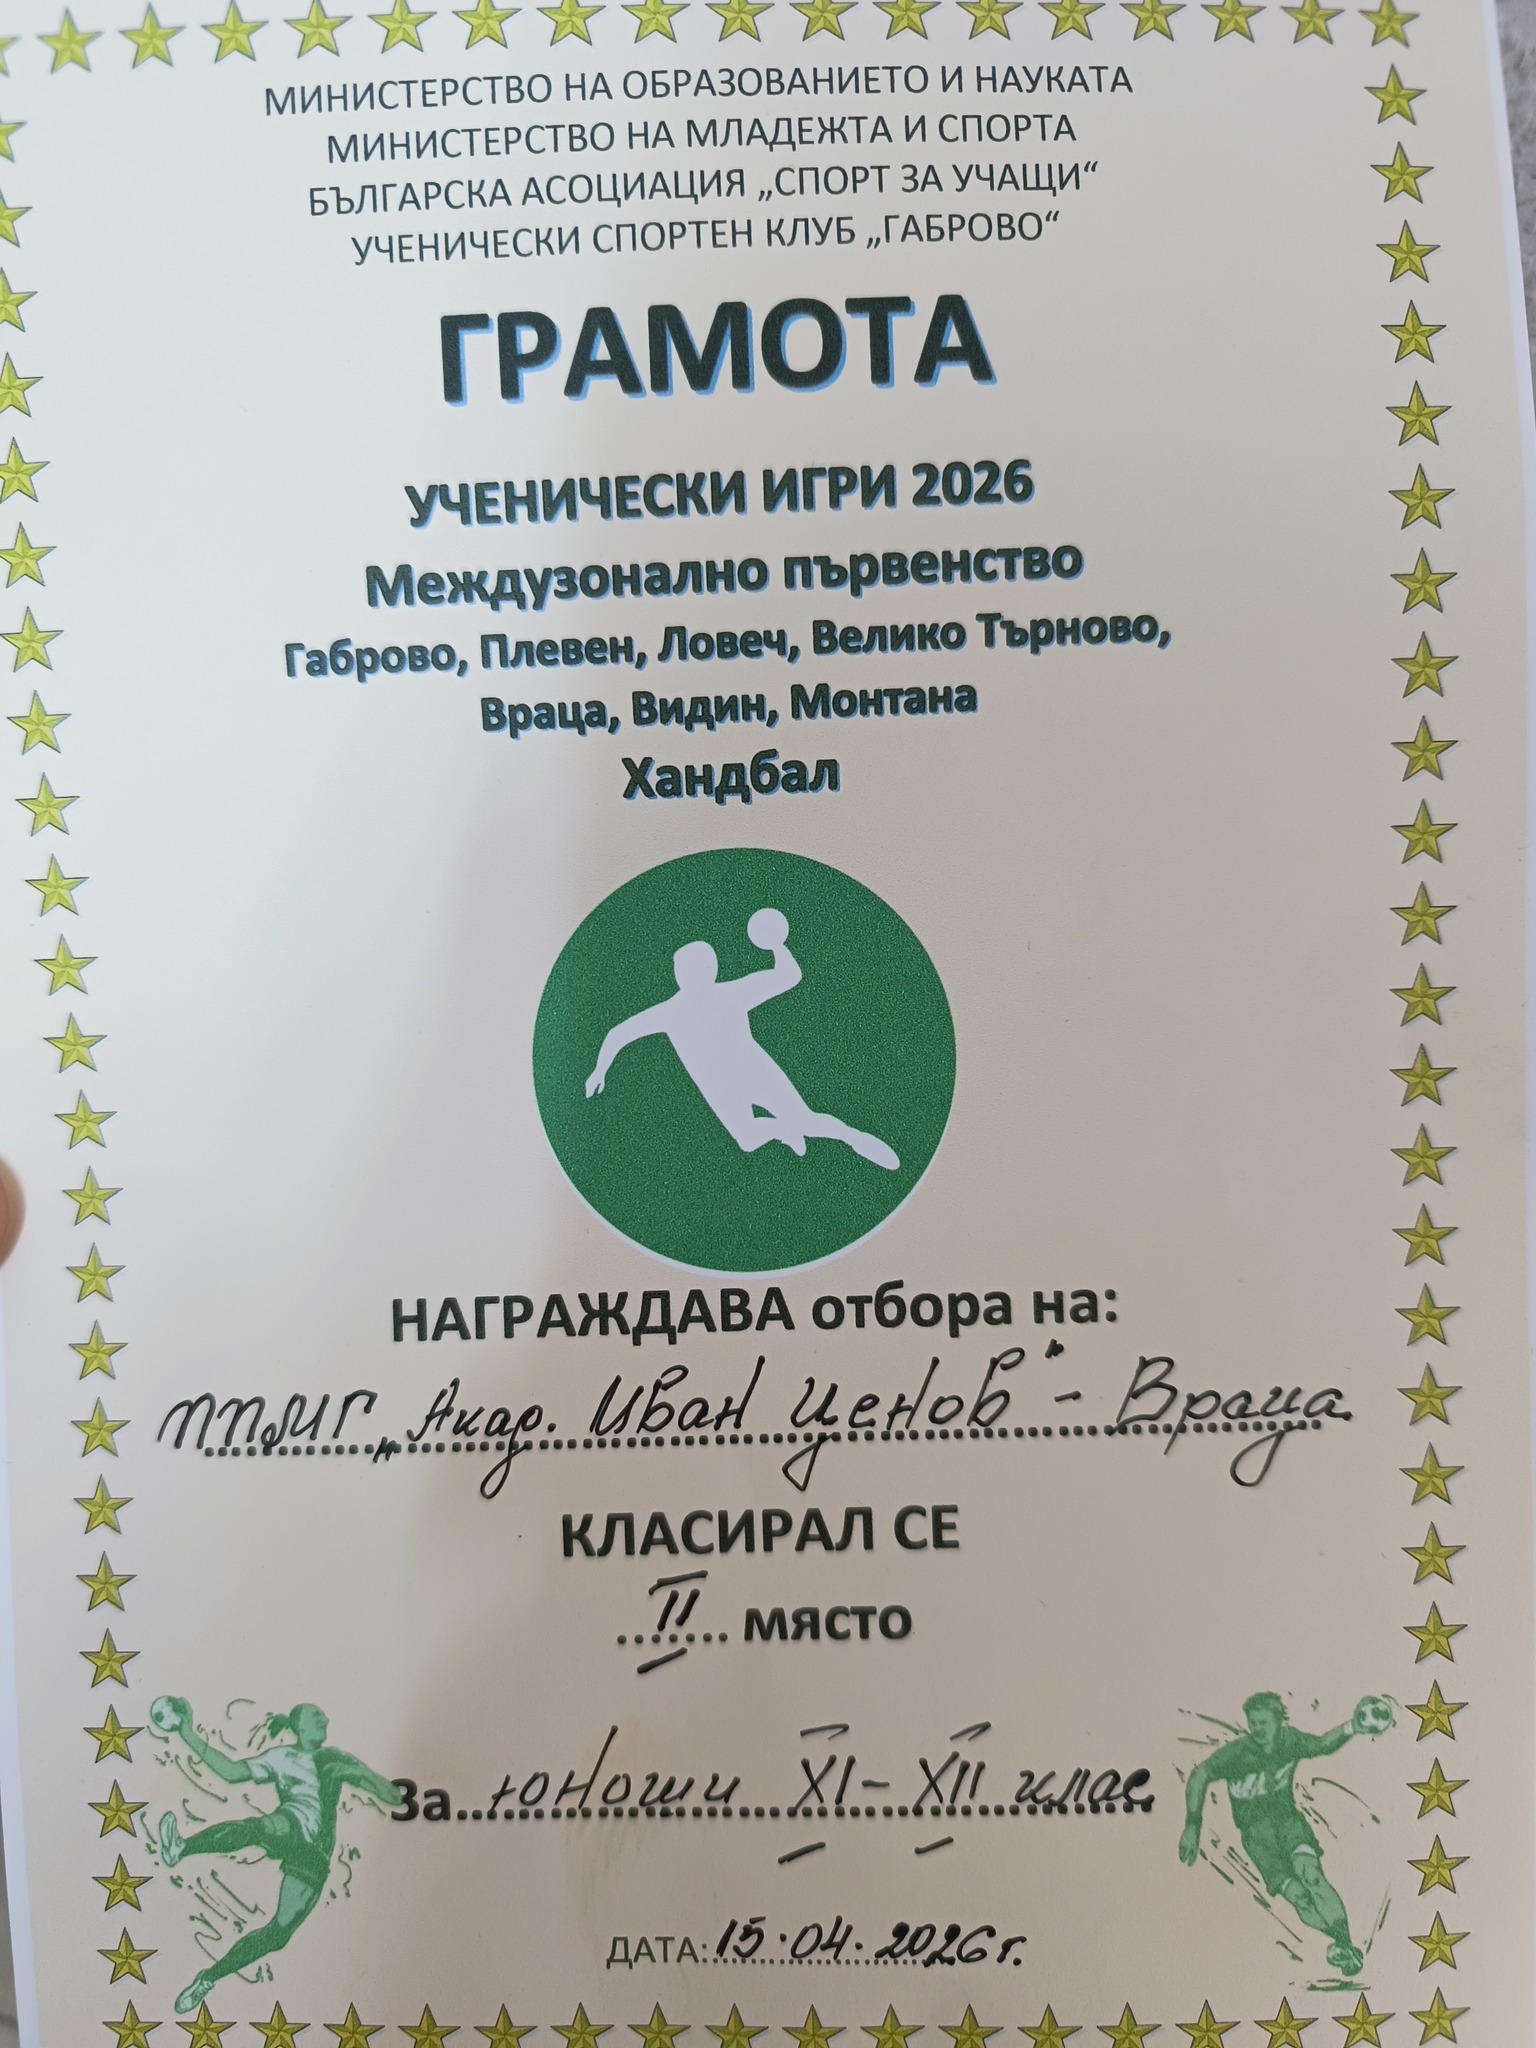 МИНИСТЕРСТВО НА ОБРАЗОВАНИЕТО И НАУКАТА
МИНИСТЕРСТВО НА МЛАДЕЖТА И СПОРТА
БЪЛГАРСКА АСОЦИАЦИЯ „СПОРТ ЗА УЧАЩИ“
УЧЕНИЧЕСКИ СПОРТЕН КЛУБ „ГАБРОВО“
ГРАМОТА
УЧЕНИЧЕСКИ ИГРИ 2026
Междузонално първенство
Габрово, Плевен, Ловеч, Велико Търново,
Враца, Видин, Монтана
Хандбал
НАГРАЖДАВА отбора на:
ППМГ „Акад. Иван Ценов" - Враца
КЛАСИРАЛ СЕ
II място
За юноши XI - XII клас
ДАТА: 15.04.2026 г.